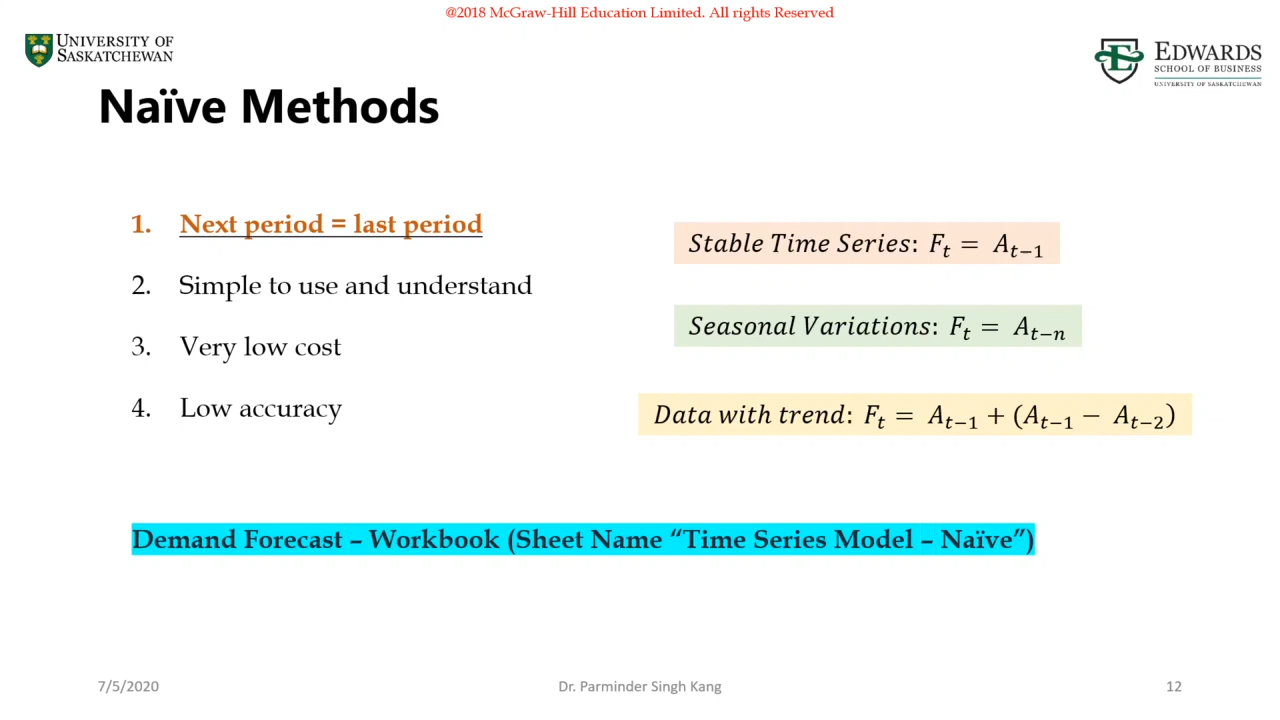 @2018 McGraw-Hill Education Limited. All rights Reserved
UNIVERSITY OF
SASKATCHEWAN
EDWARDS
SCHOOL OF BUSINESS
UNIVERSITY OF SASKATCHEWAN
Naïve Methods
1. Next period = last period
2. Simple to use and understand
3. Very low cost
4. Low accuracy
Stable Time Series: Fₜ = Aₜ₋₁
Seasonal Variations: Fₜ = Aₜ₋ₙ
Data with trend: Fₜ = Aₜ₋₁ + (Aₜ₋₁ − Aₜ₋₂)
Demand Forecast – Workbook (Sheet Name “Time Series Model – Naïve”)
7/5/2020
Dr. Parminder Singh Kang
12